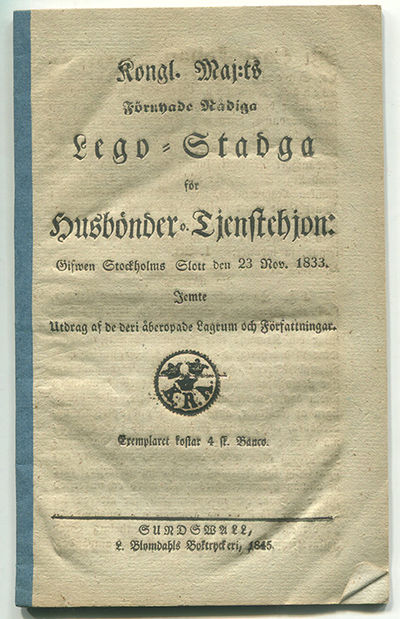 Kongl. Maj:ts
Förnyade Nådiga
Lego-Stadga
för
Husbönder o. Tjenstehjon:
Gifwen Stockholms Slott den 23 Nov. 1833.
Jemte
Utdrag af de deri åberopade Lagrum och Författningar.
Exemplaret kostar 4 sk. Banco.
SUNDSWALL,
L. Blomdahls Boktryckeri, 1845.